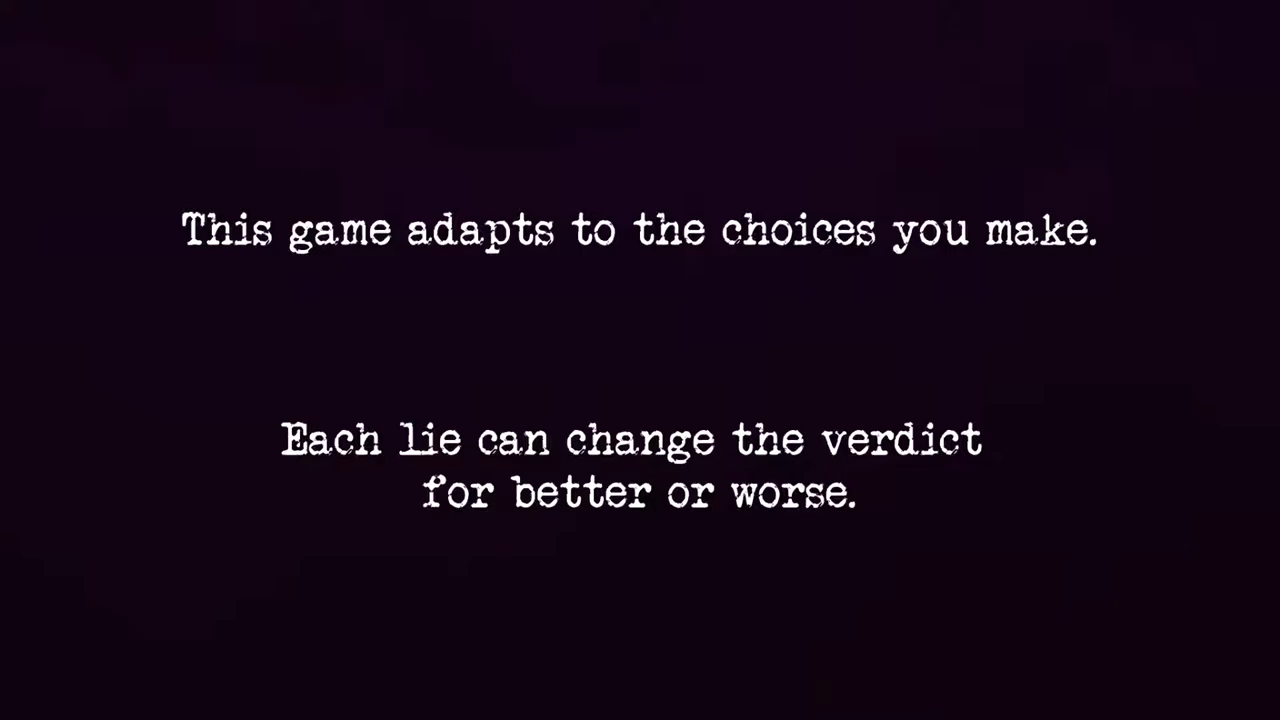 This game adapts to the choices you make.
Each lie can change the verdict
for better or worse.